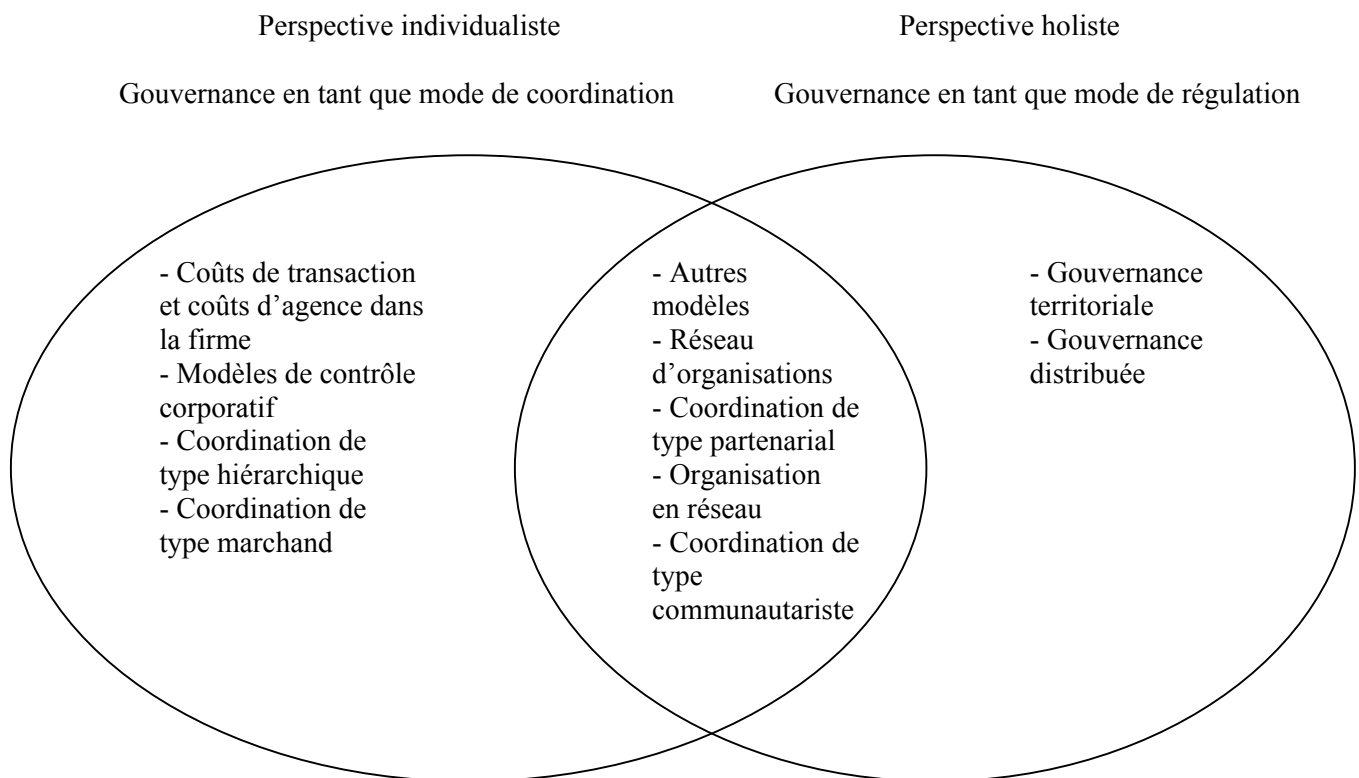 Perspective individualiste
Perspective holiste
Gouvernance en tant que mode de coordination
Gouvernance en tant que mode de régulation
- Coûts de transaction
et coûts d’agence dans
la firme
- Modèles de contrôle
corporatif
- Coordination de
type hiérarchique
- Coordination de
type marchand
- Autres
modèles
- Réseau
d’organisations
- Coordination de
type partenarial
- Organisation
en réseau
- Coordination de
type
communautariste
- Gouvernance
territoriale
- Gouvernance
distribuée